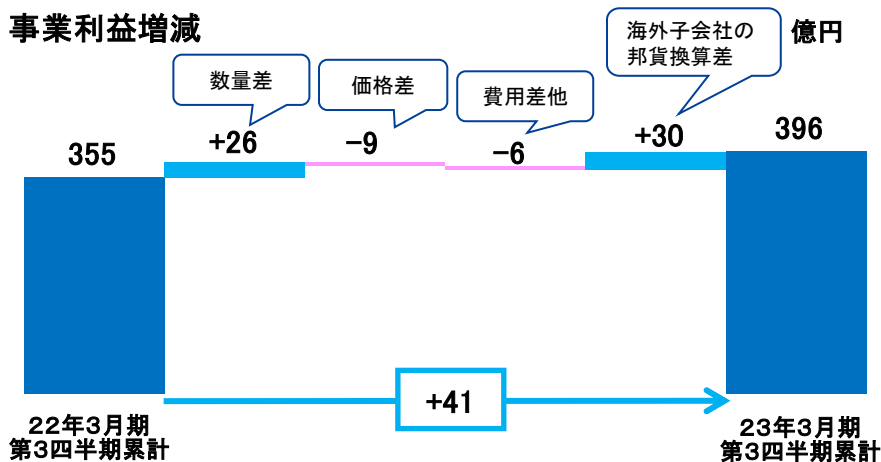 事業利益増減
億円
数量差
価格差
費用差他
海外子会社の
邦貨換算差
355
+26
−9
−6
+30
396
+41
22年3月期
第3四半期累計
23年3月期
第3四半期累計